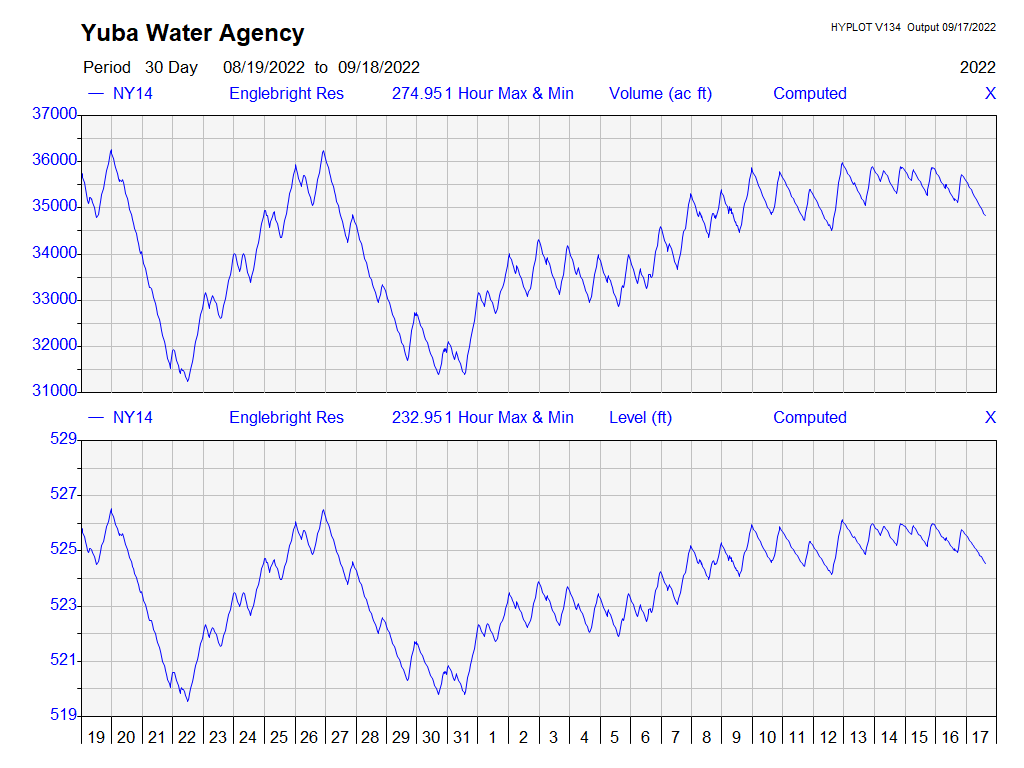 Yuba Water Agency
HYPLOT V134 Output 09/17/2022
Period 30 Day 08/19/2022 to 09/18/2022 2022
— NY14 Englebright Res 274.951 Hour Max & Min Volume (ac ft) Computed X
37000
36000
35000
34000
33000
32000
31000
— NY14 Englebright Res 232.951 Hour Max & Min Level (ft) Computed X
529
527
525
523
521
519
19 20 21 22 23 24 25 26 27 28 29 30 31 1 2 3 4 5 6 7 8 9 10 11 12 13 14 15 16 17